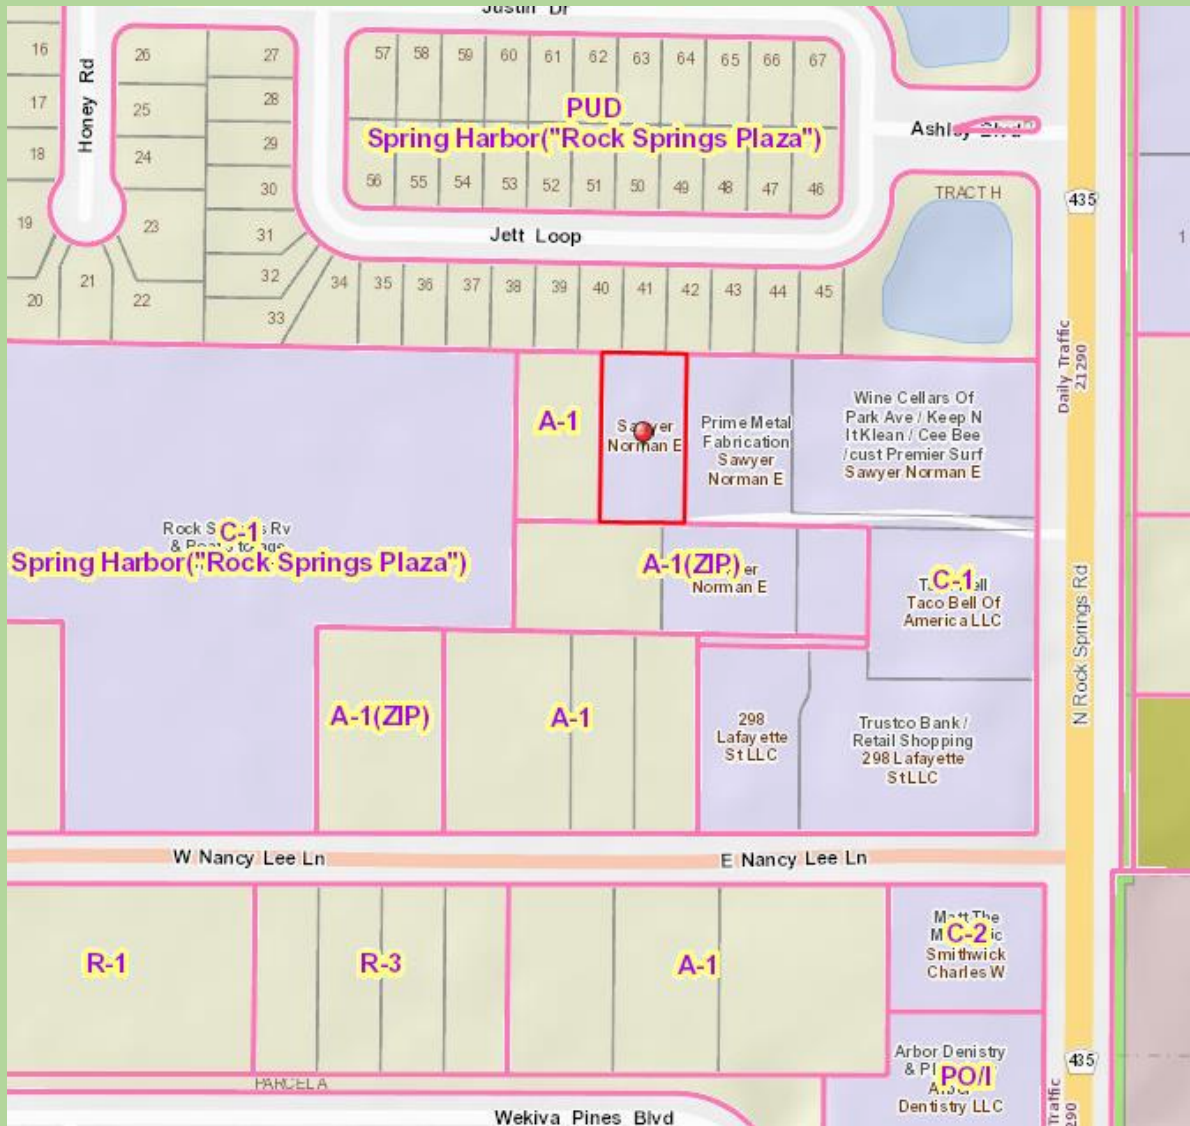 Justin Dr
16
26
27
57 58 59 60 61 62 63 64 65 66 67
Honey Rd
17
25
28
PUD
Spring Harbor("Rock Springs Plaza")
Ashley Blvd
18
24
29
30
56 55 54 53 52 51 50 49 48 47 46
TRACT H
435
19
23
31
Jett Loop
1
20
21
22
32
33
34 35 36 37 38 39 40 41 42 43 44 45
Daily Traffic
21290
A-1
Sawyer
Norman E
Prime Metal
Fabrication
Sawyer
Norman E
Wine Cellars Of
Park Ave / Keep N
It Klean / Cee Bee
/cust Premier Surf
Sawyer Norman E
Rock Rv
C-1
&
Spring Harbor("Rock Springs Plaza")
A-1(ZIP)
Norman E
C-1
Taco Bell Of
America LLC
N Rock Springs Rd
A-1(ZIP)
A-1
298
Lafayette
St LLC
Trustco Bank /
Retail Shopping
298 Lafayette
St LLC
W Nancy Lee Ln
E Nancy Lee Ln
R-1
R-3
A-1
Matt The
C-2
Smithwick
Charles W
Arbor Denistry
&
PO/I
Dentistry LLC
435
Traffic
290
PARCEL A
Wekiva Pines Blvd